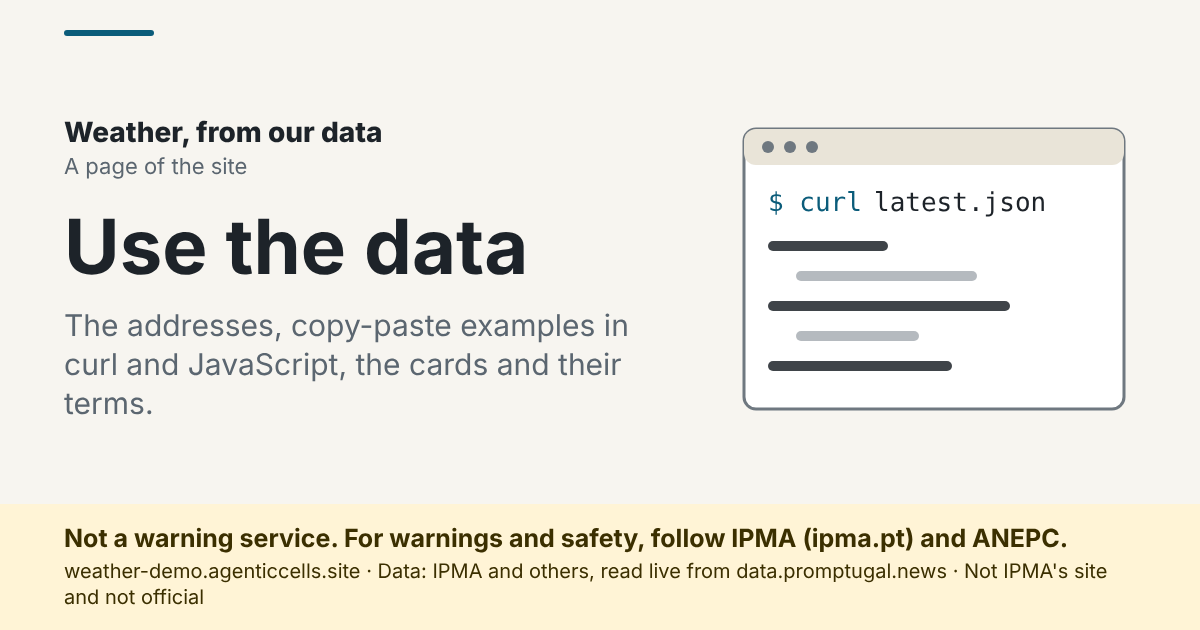 Weather, from our data
A page of the site
Use the data
The addresses, copy-paste examples in
curl and JavaScript, the cards and their
terms.
$ curl latest.json
Not a warning service. For warnings and safety, follow IPMA (ipma.pt) and ANEPC.
weather-demo.agenticcells.site · Data: IPMA and others, read live from data.promptugal.news · Not IPMA's site
and not official